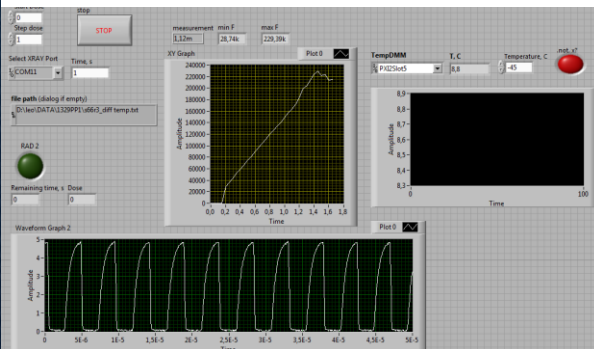 Start Dose
0
Step dose
1
stop
STOP
Select XRAY Port
COM11
Time, s
1
file path (dialog if empty)
D:\leo\DATA\1329PP1\s66r3_diff temp.txt
RAD 2
Remaining time, s
0
Dose
0
measurement
1,12m
min F
28,74k
max F
229,39k
XY Graph
Plot 0
240000
220000
200000
180000
160000
140000
120000
100000
80000
60000
40000
20000
0
Amplitude
0,0 0,2 0,4 0,6 0,8 1,0 1,2 1,4 1,6 1,8
Time
TempDMM
PXI2Slot5
T, C
8,8
Temperature, C
-45
.net, x?
8,9
8,8
8,7
8,6
8,5
8,4
8,3
Amplitude
0 100
Time
Waveform Graph 2
Plot 0
5
4
3
2
1
0
Amplitude
0 5E-6 1E-5 1,5E-5 2E-5 2,5E-5 3E-5 3,5E-5 4E-5 4,5E-5 5E-5
Time